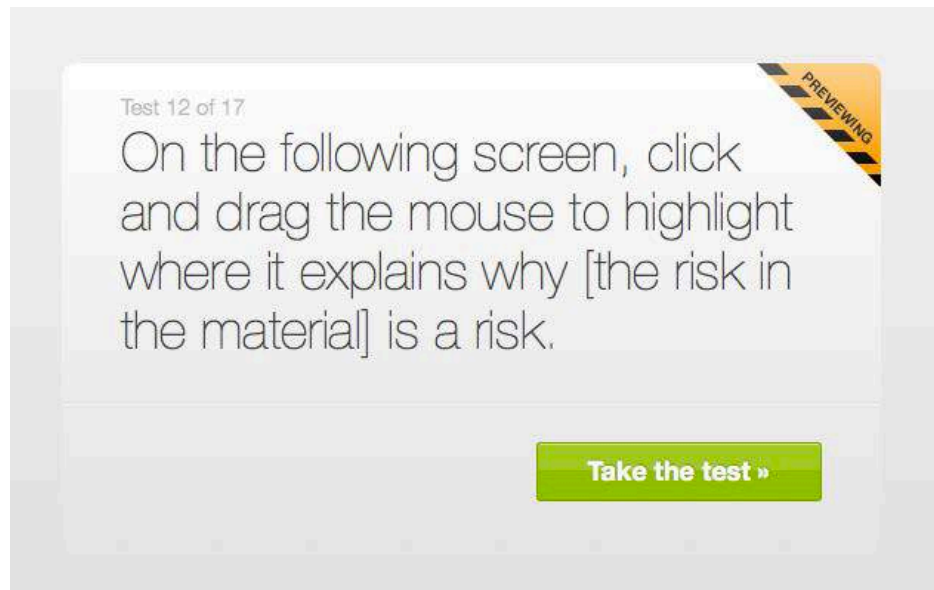 Test 12 of 17
PREVIEWING
On the following screen, click
and drag the mouse to highlight
where it explains why [the risk in
the material] is a risk.
Take the test »